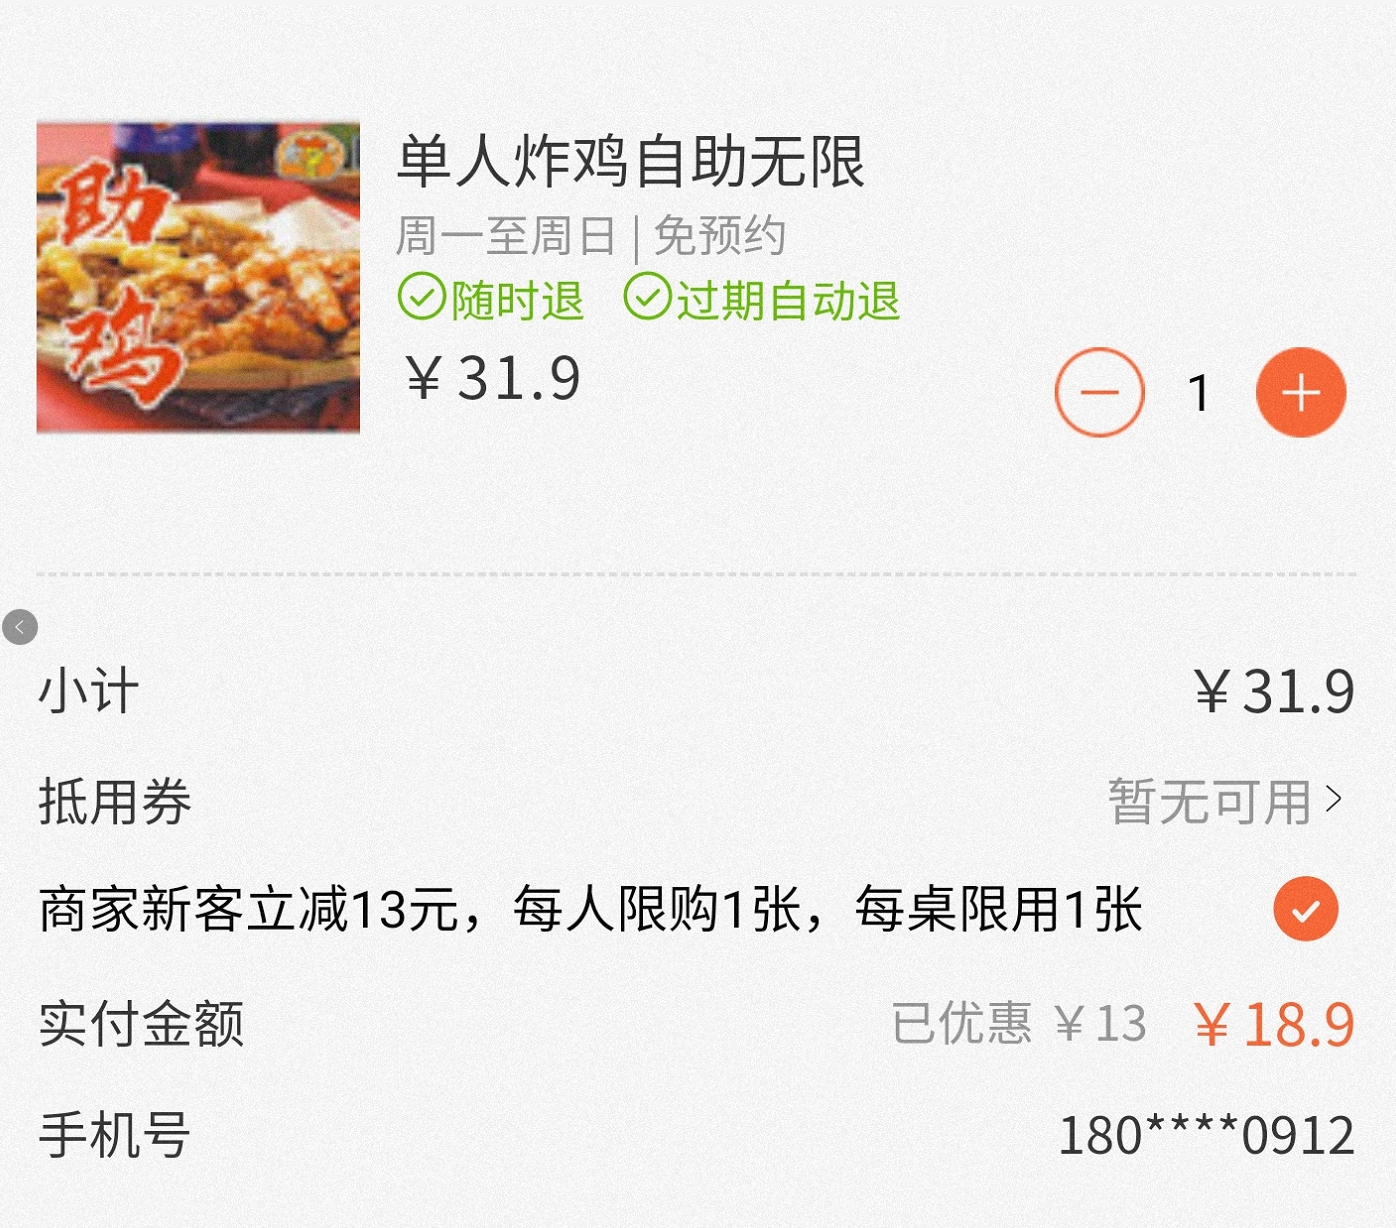 助
鸡
单人炸鸡自助无限
周一至周日 | 免预约
随时退 过期自动退
￥31.9
1
小计 ￥31.9
抵用券 暂无可用
商家新客立减13元，每人限购1张，每桌限用1张
实付金额 已优惠 ￥13 ￥18.9
手机号 180****0912